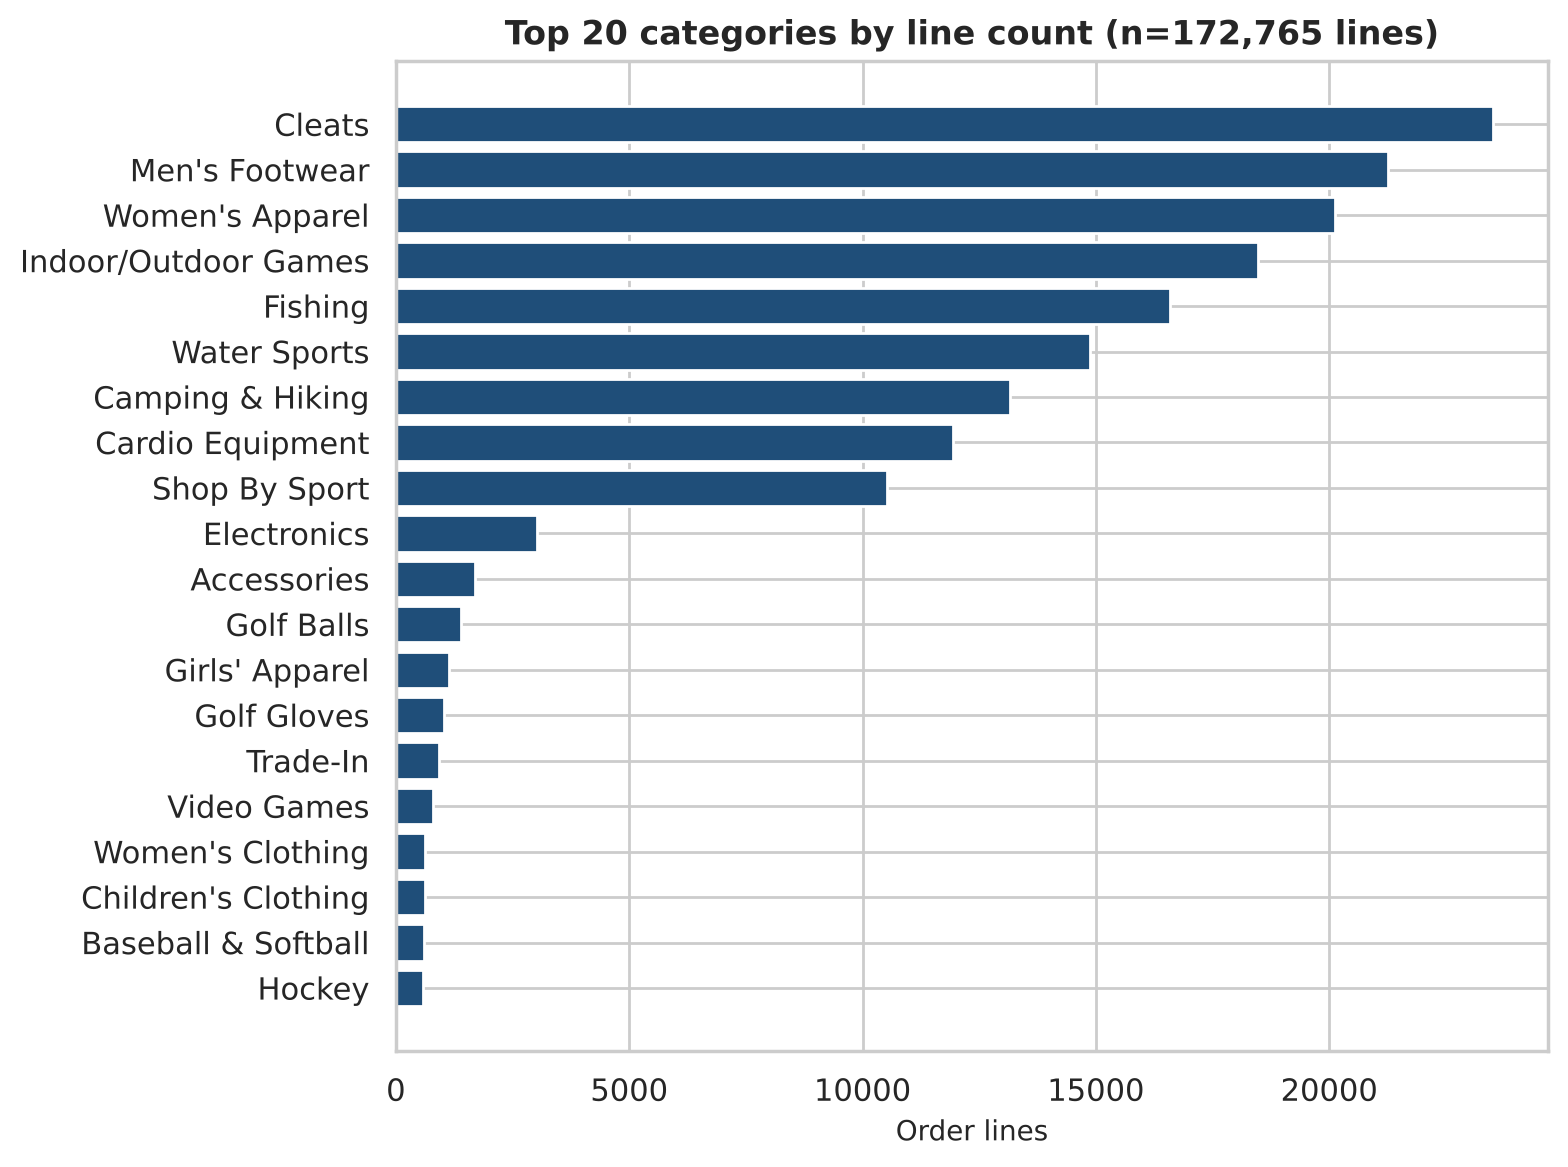 Top 20 categories by line count (n=172,765 lines)
Cleats
Men's Footwear
Women's Apparel
Indoor/Outdoor Games
Fishing
Water Sports
Camping & Hiking
Cardio Equipment
Shop By Sport
Electronics
Accessories
Golf Balls
Girls' Apparel
Golf Gloves
Trade-In
Video Games
Women's Clothing
Children's Clothing
Baseball & Softball
Hockey
0 5000 10000 15000 20000
Order lines